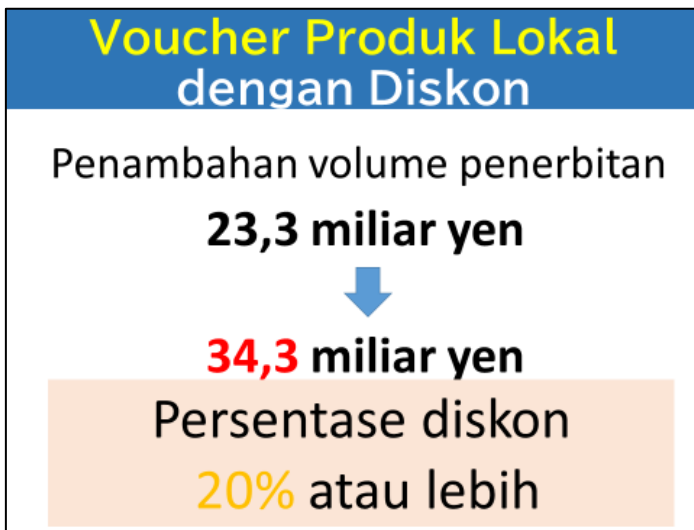 Voucher Produk Lokal
dengan Diskon
Penambahan volume penerbitan
23,3 miliar yen
34,3 miliar yen
Persentase diskon
20% atau lebih